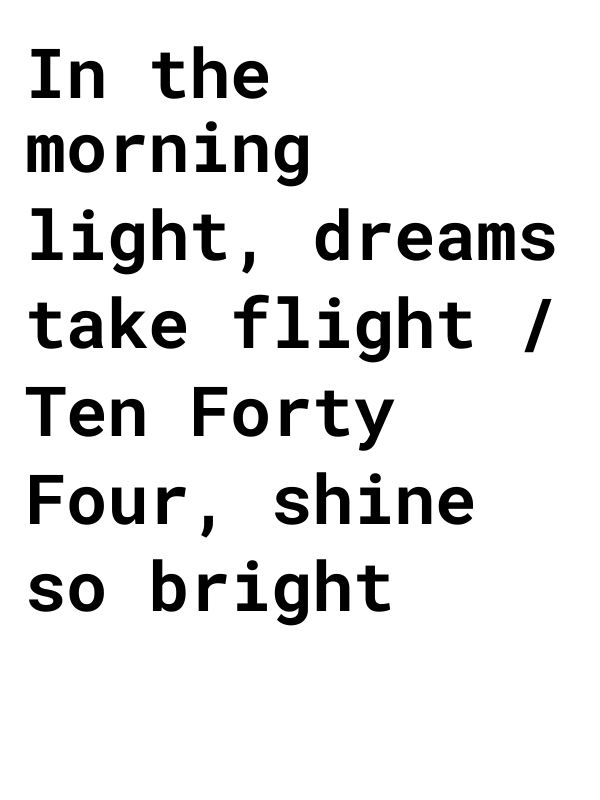 In the
morning
light, dreams
take flight /
Ten Forty
Four, shine
so bright